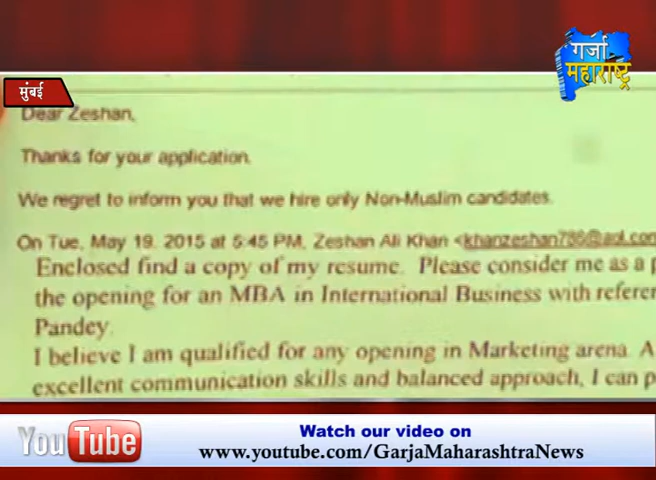 गर्जा
महाराष्ट्र
मुंबई
Dear Zeshan,
Thanks for your application.
We regret to inform you that we hire only Non-Muslim candidates.
On Tue, May 19, 2015 at 5:45 PM, Zeshan Ali Khan <khanzeshan786@aol.com
Enclosed find a copy of my resume. Please consider me as a p
the opening for an MBA in International Business with referen
Pandey.
I believe I am qualified for any opening in Marketing arena. A
excellent communication skills and balanced approach, I can p
YouTube
Watch our video on
www.youtube.com/GarjaMaharashtraNews